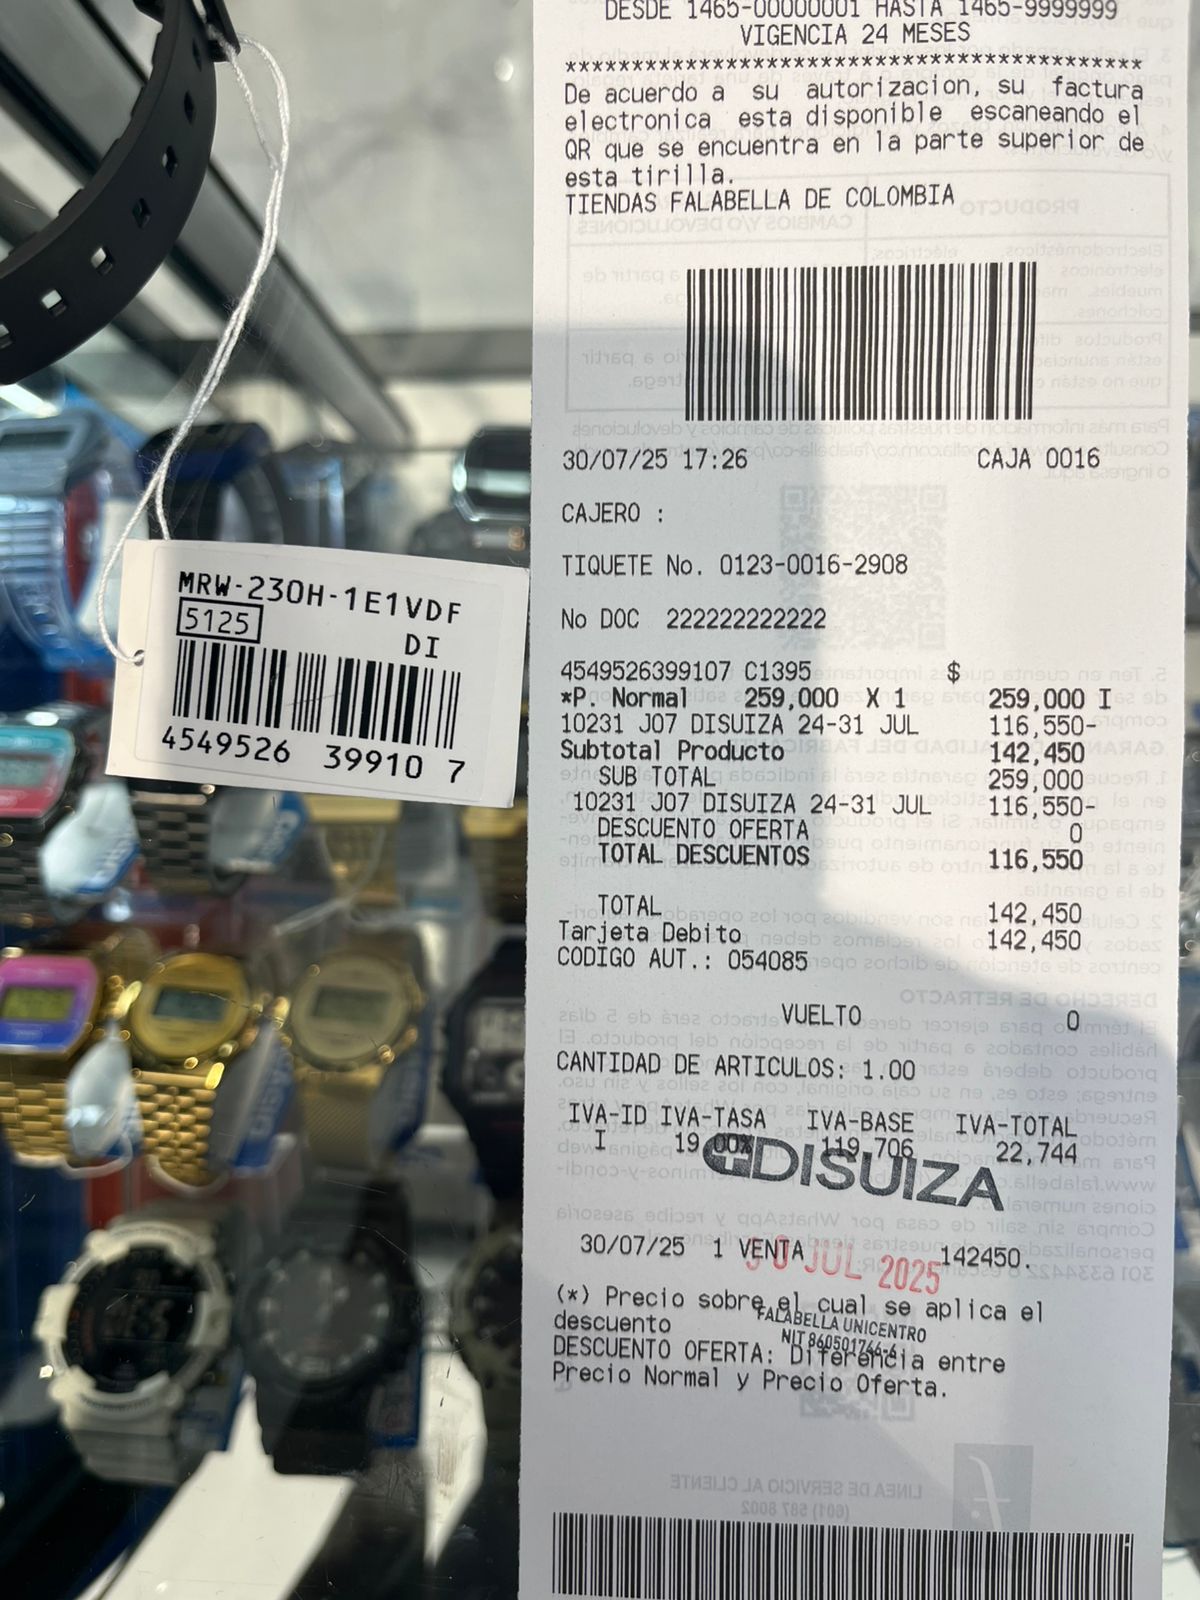 MRW-230H-1E1VDF
5125
DI
4549526 39910 7
DESDE 1465-00000001 HASTA 1465-9999999
VIGENCIA 24 MESES
********************************************
De acuerdo a su autorizacion, su factura
electronica esta disponible escaneando el
QR que se encuentra en la parte superior de
esta tirilla.
TIENDAS FALABELLA DE COLOMBIA
30/07/25 17:26 CAJA 0016
CAJERO :
TIQUETE No. 0123-0016-2908
No DOC 222222222222
4549526399107 C1395 $
*P. Normal 259,000 X 1 259,000 I
10231 J07 DISUIZA 24-31 JUL 116,550-
Subtotal Producto 142,450
SUB TOTAL 259,000
10231 J07 DISUIZA 24-31 JUL 116,550-
DESCUENTO OFERTA 0
TOTAL DESCUENTOS 116,550
TOTAL 142,450
Tarjeta Debito 142,450
CODIGO AUT.: 054085
VUELTO 0
CANTIDAD DE ARTICULOS: 1.00
IVA-ID IVA-TASA IVA-BASE IVA-TOTAL
I 19.00% 119,706 22,744
DISUIZA
30/07/25 1 VENTA 142450.
30 JUL 2025
(*) Precio sobre el cual se aplica el
descuento
FALABELLA UNICENTRO
NIT 860501766-6
DESCUENTO OFERTA: Diferencia entre
Precio Normal y Precio Oferta.